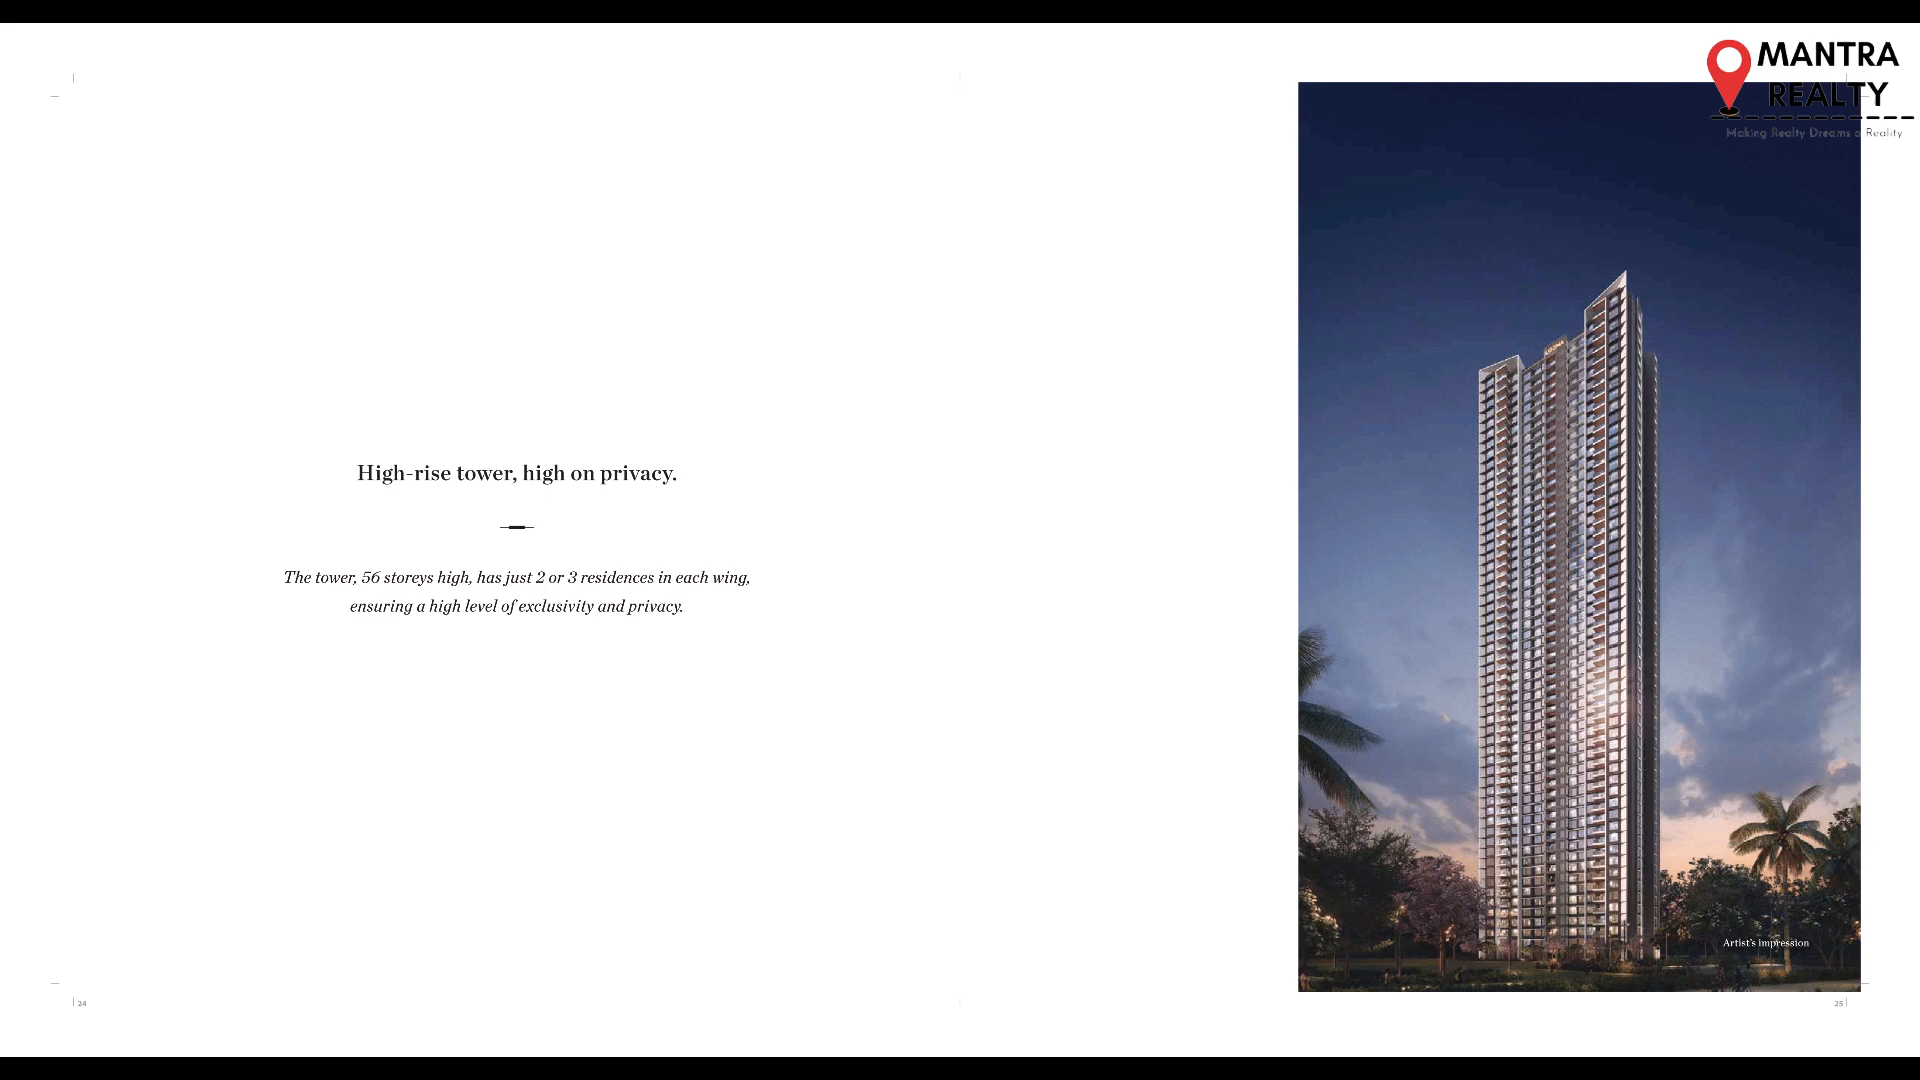 MANTRA
REALTY
Making Realty Dreams a Reality
High-rise tower, high on privacy.
The tower, 56 storeys high, has just 2 or 3 residences in each wing,
ensuring a high level of exclusivity and privacy.
Artist's impression
24
25